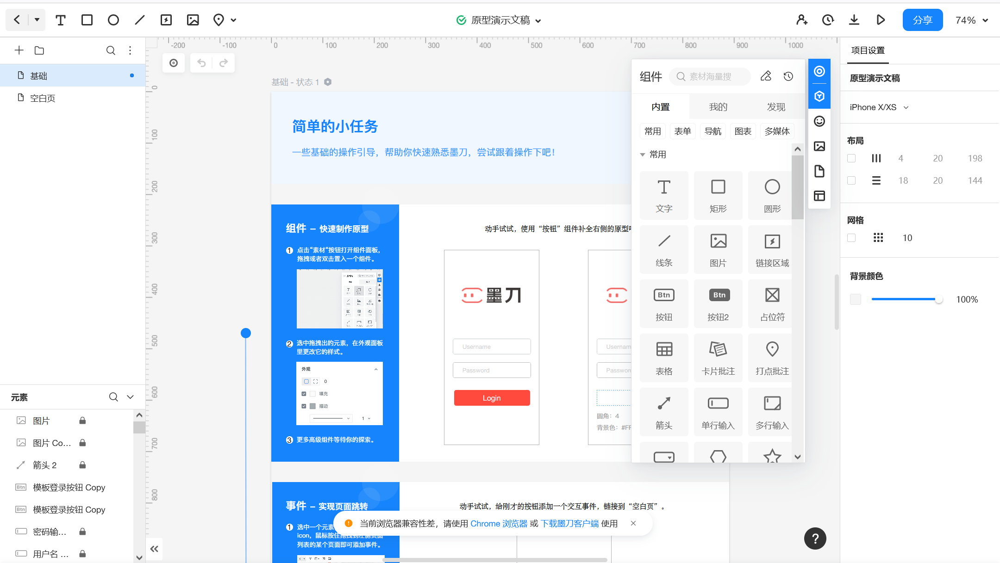 原型演示文稿
分享
74%
基础
空白页
元素
图片
图片 Co...
箭头 2
Btn 模板登录按钮 Copy
Btn 模板登录按钮 Copy
密码输...
用户名 ...
-200 -100 0 100 200 300 400 500 600 700 800 900 1000
0
100
200
300
400
500
600
700
800
基础 - 状态 1
简单的小任务
一些基础的操作引导，帮助你快速熟悉墨刀，尝试跟着操作下吧！
组件 – 快速制作原型
1 点击“素材“按钮打开组件面板，
拖拽或者双击置入一个组件。
2 选中拖拽出的元素，在外观面板
里更改它的样式。
外观
0
填充
描边
1
3 更多高级组件等待你的探索。
动手试试，使用“按钮”组件补全右侧的原型
墨刀
Username
Password
Login
Usernam
Passwor
圆角：4
背景色：#FF
事件 – 实现页面跳转
1 选中一个元素
icon，鼠标按住拖拽到左侧页面
列表的某个页面即可添加事件。
动手试试，给刚才的按钮添加一个交互事件，链接到“空白页”。
当前浏览器兼容性差，请使用 Chrome 浏览器 或 下载墨刀客户端 使用
组件
素材海量搜
内置 我的 发现
常用 表单 导航 图表 多媒体
常用
文字 矩形 圆形
线条 图片 链接区域
Btn Btn
按钮 按钮2 占位符
表格 卡片批注 打点批注
箭头 单行输入 多行输入
项目设置
原型演示文稿
iPhone X/XS
布局
4 20 198
18 20 144
网格
10
背景颜色
100%
?